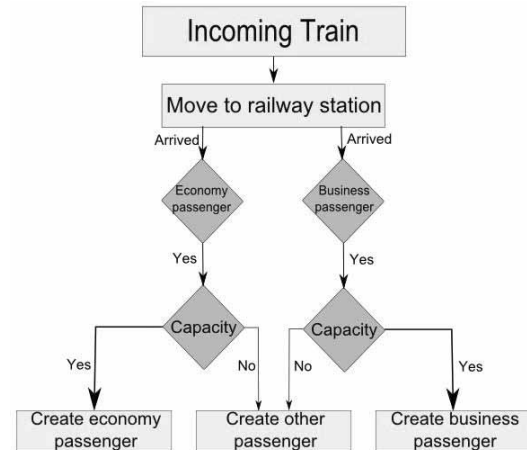 Incoming Train
Move to railway station
Arrived
Arrived
Economy
passenger
Business
passenger
Yes
Yes
Capacity
Capacity
Yes
No
No
Yes
Create economy
passenger
Create other
passenger
Create business
passenger